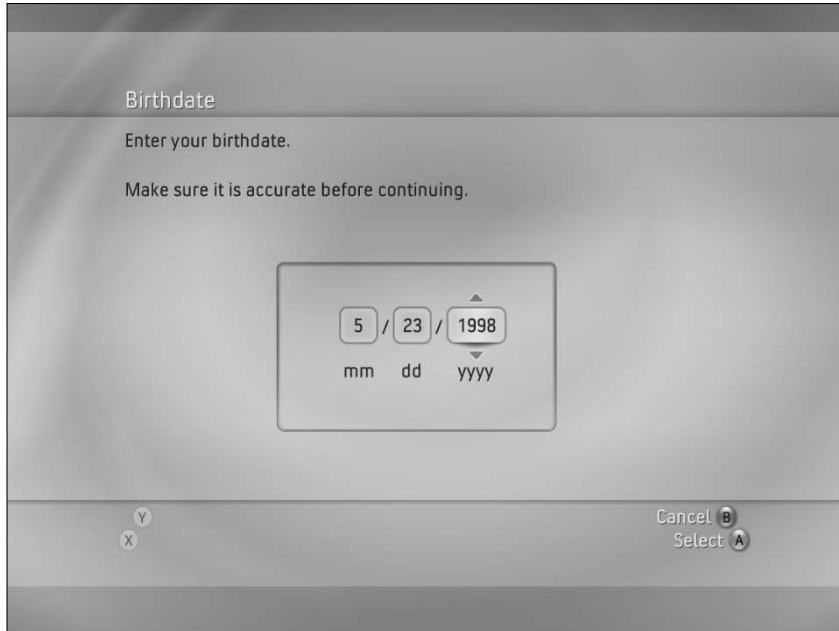 Birthdate
Enter your birthdate.
Make sure it is accurate before continuing.
5 / 23 / 1998
mm dd yyyy
Y Cancel B
X Select A